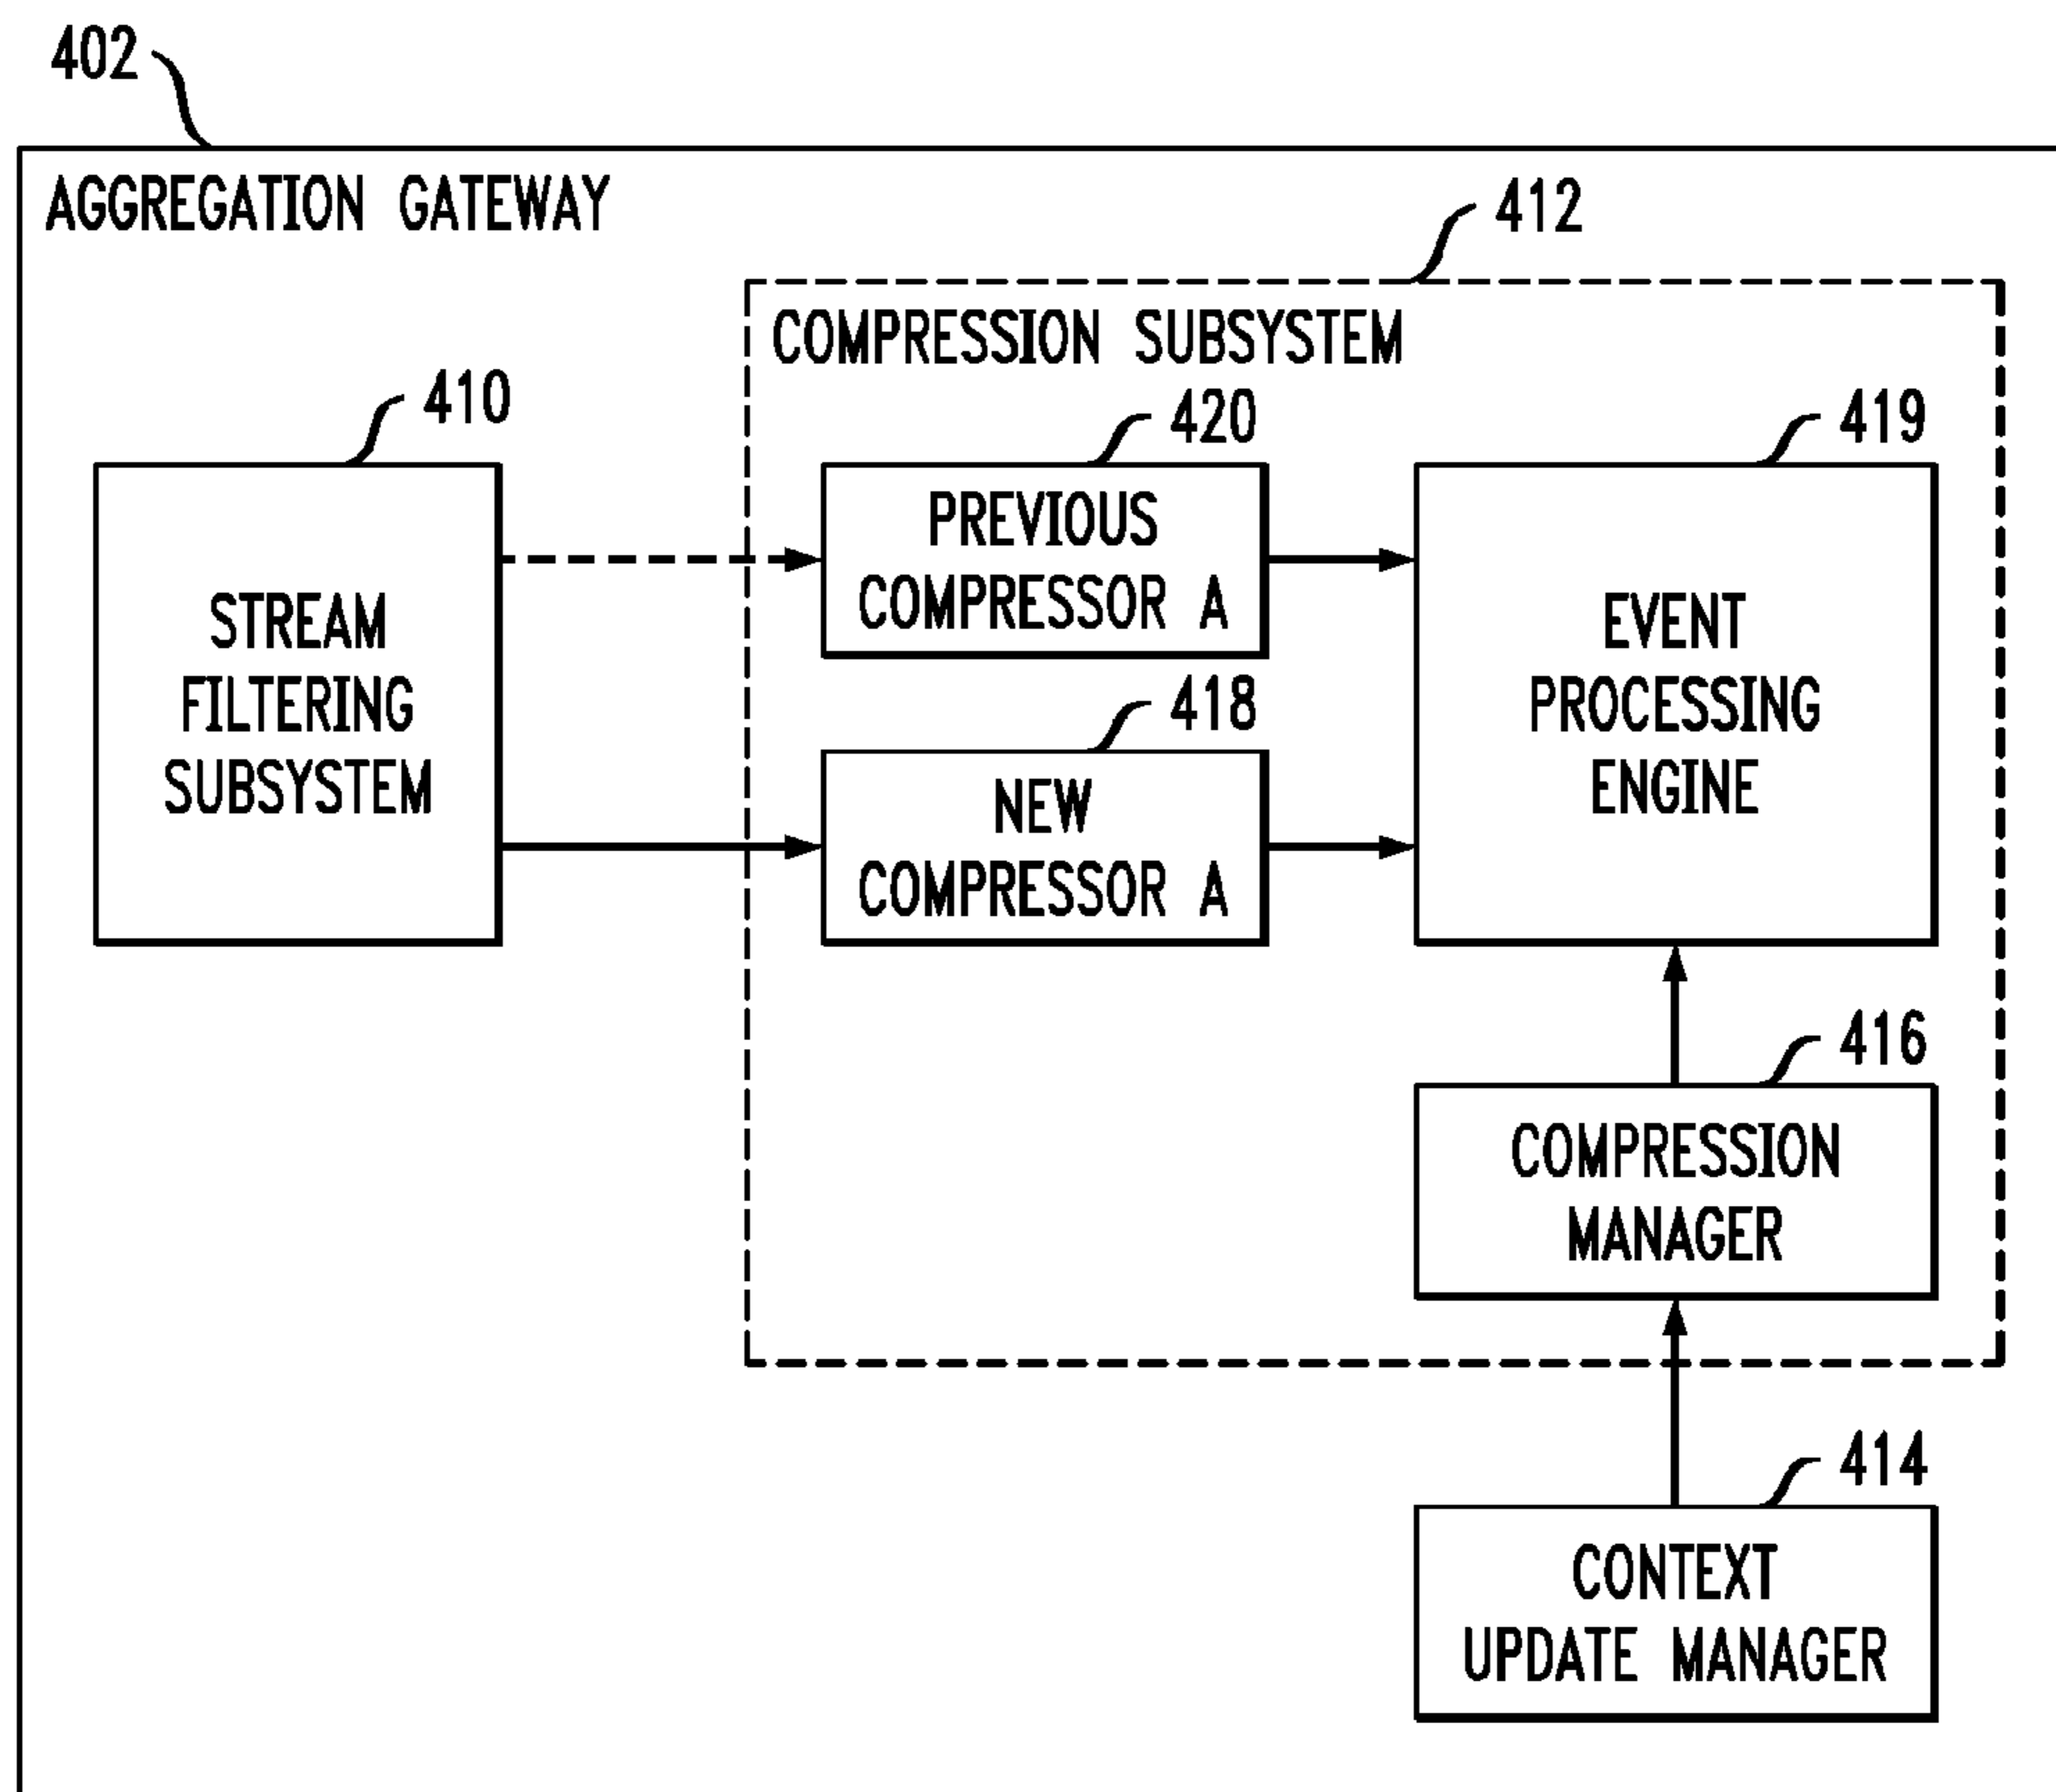 402
AGGREGATION GATEWAY
412
COMPRESSION SUBSYSTEM
410
STREAM
FILTERING
SUBSYSTEM
420
PREVIOUS
COMPRESSOR A
418
NEW
COMPRESSOR A
419
EVENT
PROCESSING
ENGINE
416
COMPRESSION
MANAGER
414
CONTEXT
UPDATE MANAGER